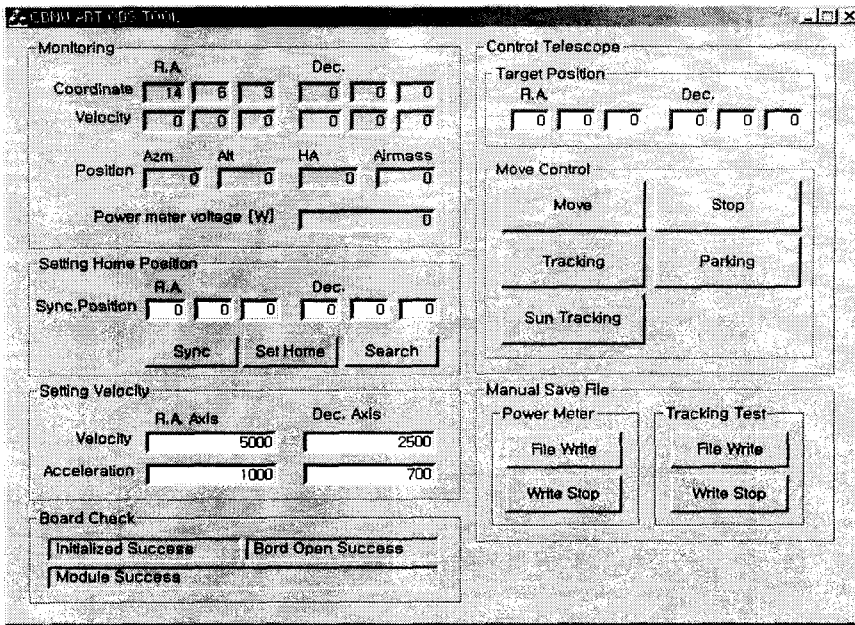 CBNU ART OBS TOOL
Monitoring
R.A. Dec.
Coordinate 14 6 3 0 0 0
Velocity 0 0 0 0 0 0
Azm Alt HA Airmass
Position 0 0 0 0
Power meter voltage [W] 0
Setting Home Position
R.A. Dec.
Sync.Position 0 0 0 0 0 0
Sync Set Home Search
Setting Velocity
R.A. Axis Dec. Axis
Velocity 5000 2500
Acceleration 1000 700
Board Check
Initialized Success Bord Open Success
Module Success
Control Telescope
Target Position
R.A. Dec.
0 0 0 0 0 0
Move Control
Move Stop
Tracking Parking
Sun Tracking
Manual Save File
Power Meter Tracking Test
File Write File Write
Write Stop Write Stop